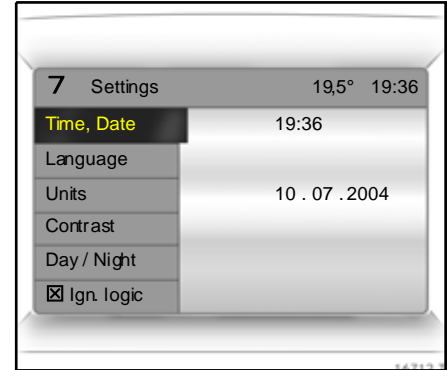 7 Settings 19,5° 19:36
Time, Date 19:36
Language
Units 10 . 07 . 2004
Contrast
Day / Night
☒ Ign. logic